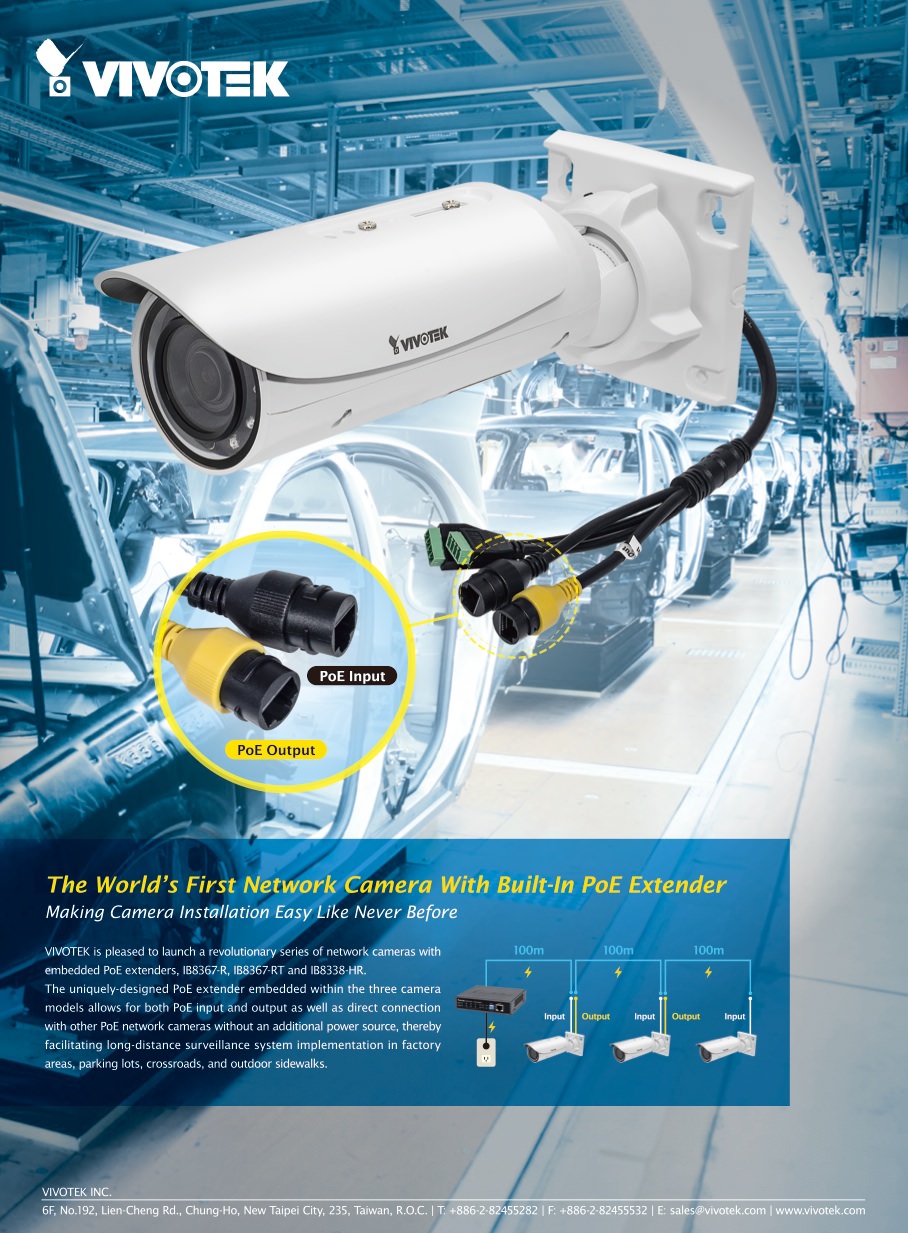 VIVOTEK
VIVOTEK
PoE Input
PoE Output
The World's First Network Camera With Built-In PoE Extender
Making Camera Installation Easy Like Never Before
VIVOTEK is pleased to launch a revolutionary series of network cameras with
embedded PoE extenders, IB8367-R, IB8367-RT and IB8338-HR.
The uniquely-designed PoE extender embedded within the three camera
models allows for both PoE input and output as well as direct connection
with other PoE network cameras without an additional power source, thereby
facilitating long-distance surveillance system implementation in factory
areas, parking lots, crossroads, and outdoor sidewalks.
100m 100m 100m
Input Output Input Output Input
VIVOTEK INC.
6F, No.192, Lien-Cheng Rd., Chung-Ho, New Taipei City, 235, Taiwan, R.O.C. | T: +886-2-82455282 | F: +886-2-82455532 | E: sales@vivotek.com | www.vivotek.com